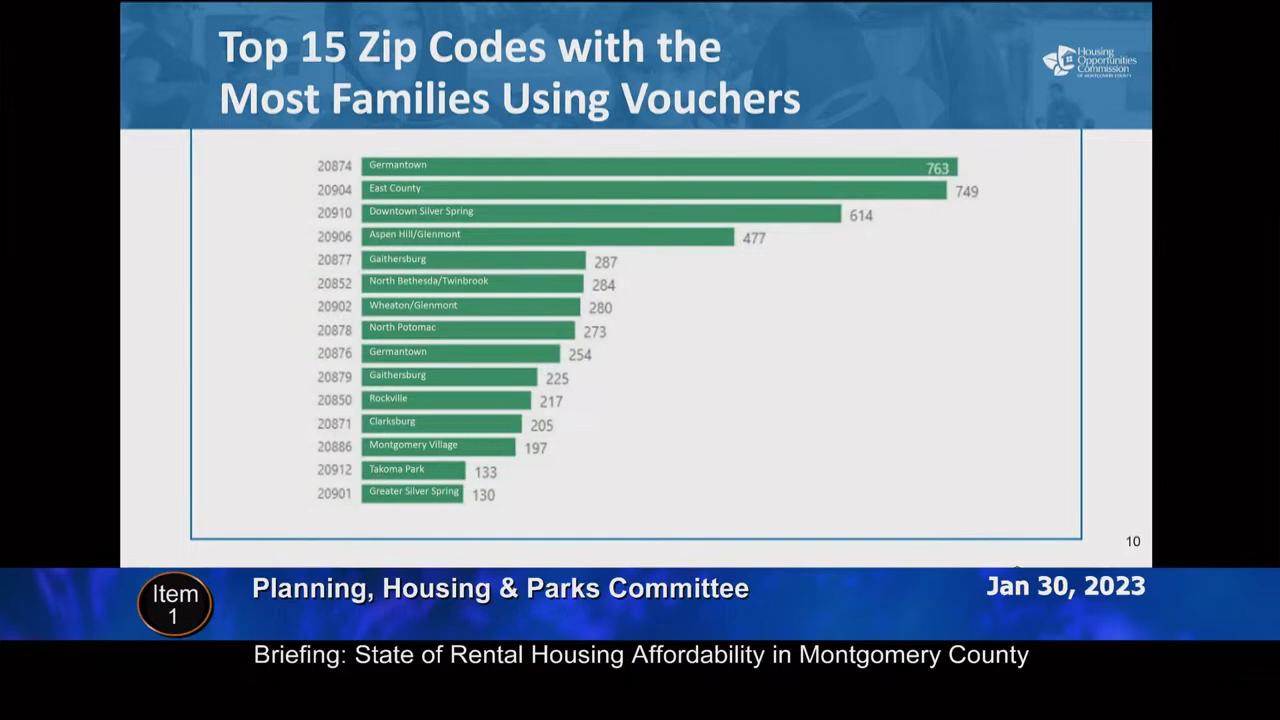 Top 15 Zip Codes with the
Most Families Using Vouchers
Housing
Opportunities
Commission
OF MONTGOMERY COUNTY
20874 Germantown 763
20904 East County 749
20910 Downtown Silver Spring 614
20906 Aspen Hill/Glenmont 477
20877 Gaithersburg 287
20852 North Bethesda/Twinbrook 284
20902 Wheaton/Glenmont 280
20878 North Potomac 273
20876 Germantown 254
20879 Gaithersburg 225
20850 Rockville 217
20871 Clarksburg 205
20886 Montgomery Village 197
20912 Takoma Park 133
20901 Greater Silver Spring 130
10
Item
1
Planning, Housing & Parks Committee
Jan 30, 2023
Briefing: State of Rental Housing Affordability in Montgomery County